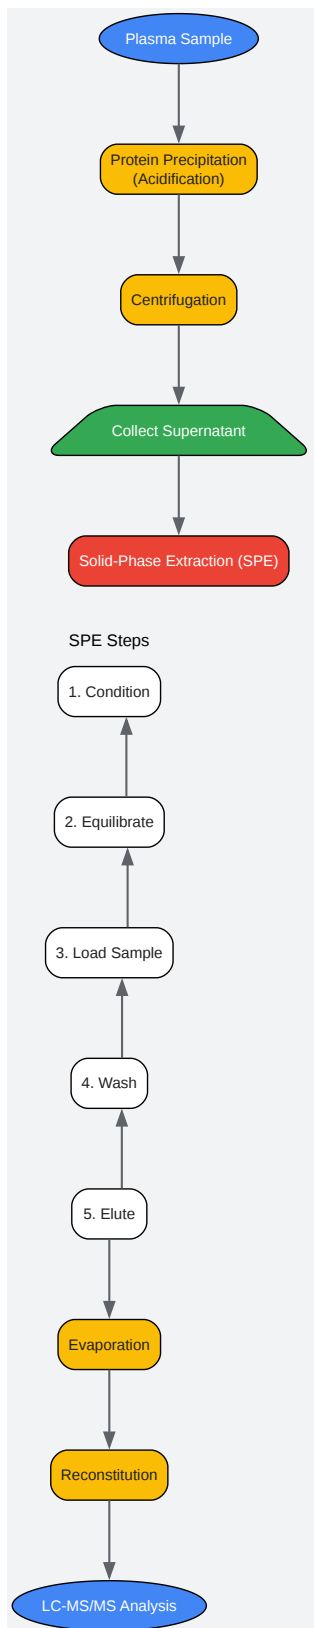 Plasma Sample
Protein Precipitation
(Acidification)
Centrifugation
Collect Supernatant
Solid-Phase Extraction (SPE)
SPE Steps
1. Condition
2. Equilibrate
3. Load Sample
4. Wash
5. Elute
Evaporation
Reconstitution
LC-MS/MS Analysis